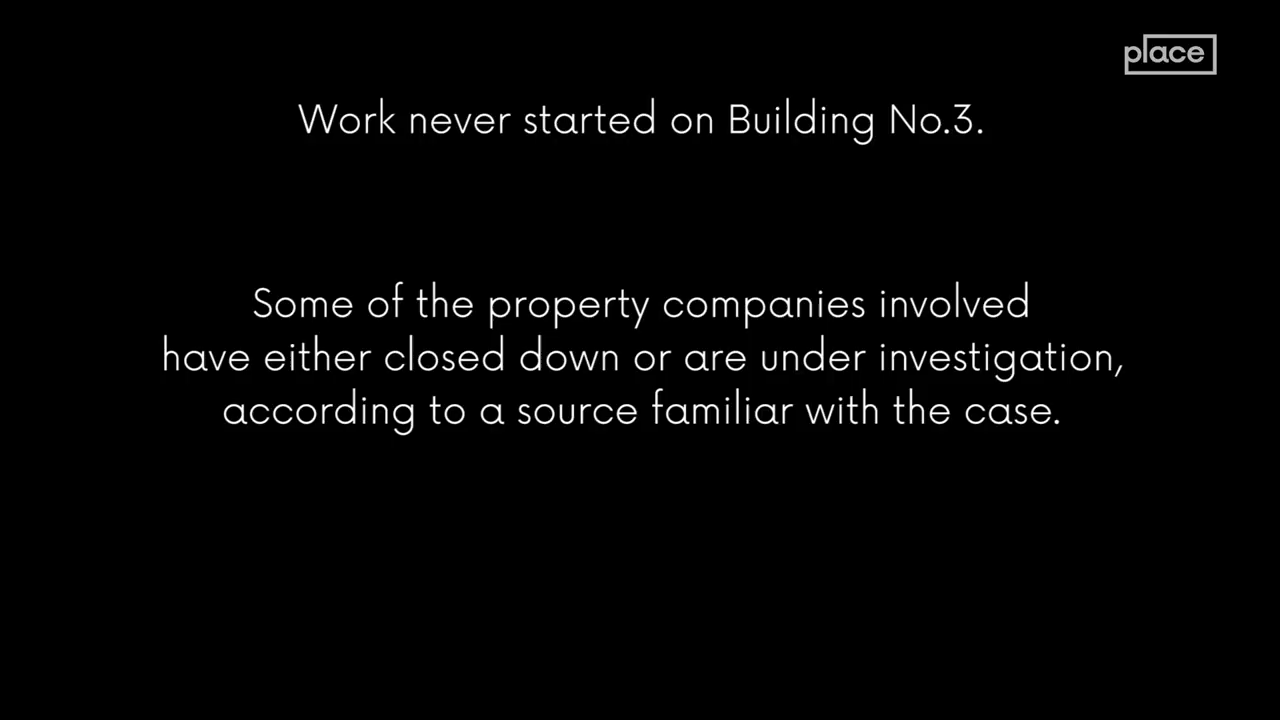 place
Work never started on Building No.3.
Some of the property companies involved
have either closed down or are under investigation,
according to a source familiar with the case.